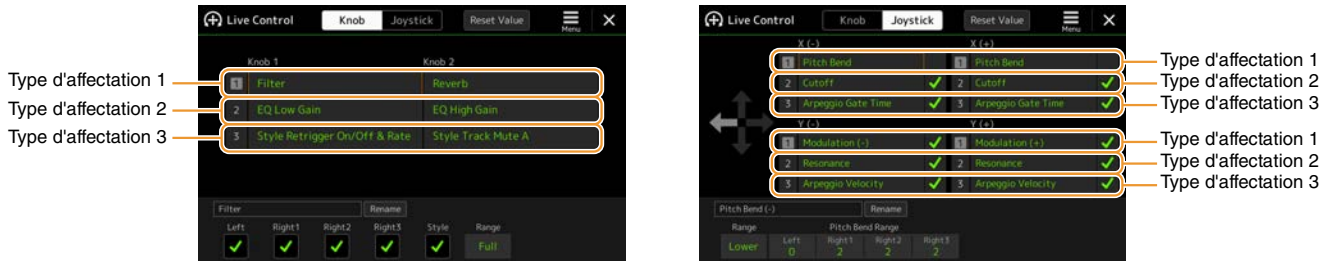 Live Control Knob Joystick Reset Value Menu
Knob 1 Knob 2
Type d'affectation 1 1 Filter Reverb
Type d'affectation 2 2 EQ Low Gain EQ High Gain
Type d'affectation 3 3 Style Retrigger On/Off & Rate Style Track Mute A
Filter Rename
Left Right1 Right2 Right3 Style Range
Full
Live Control Knob Joystick Reset Value Menu
X (-) X (+)
1 Pitch Bend 1 Pitch Bend Type d'affectation 1
2 Cutoff 2 Cutoff Type d'affectation 2
3 Arpeggio Gate Time 3 Arpeggio Gate Time Type d'affectation 3
Y (-) Y (+)
1 Modulation (-) 1 Modulation (+) Type d'affectation 1
2 Resonance 2 Resonance Type d'affectation 2
3 Arpeggio Velocity 3 Arpeggio Velocity Type d'affectation 3
Pitch Bend (-) Rename
Range Pitch Bend Range
Lower Left Right1 Right2 Right3
0 2 2 2